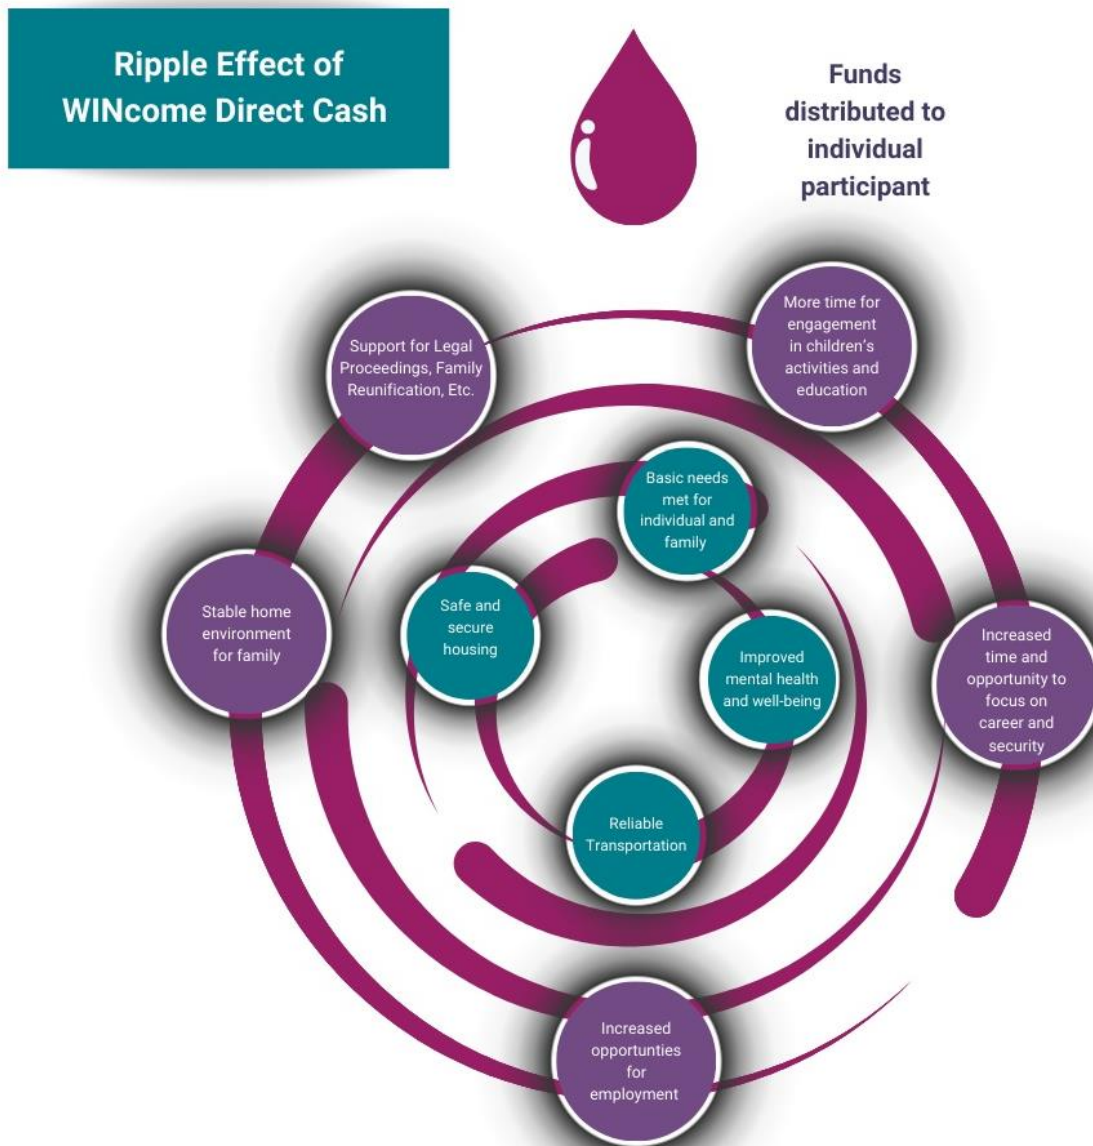 Ripple Effect of
WINcome Direct Cash
Funds
distributed to
individual
participant
Support for Legal
Proceedings, Family
Reunification, Etc.
More time for
engagement
in children's
activities and
education
Basic needs
met for
individual and
family
Safe and
secure
housing
Stable home
environment
for family
Improved
mental health
and well-being
Increased
time and
opportunity to
focus on
career and
security
Reliable
Transportation
Increased
opportunties
for
employment